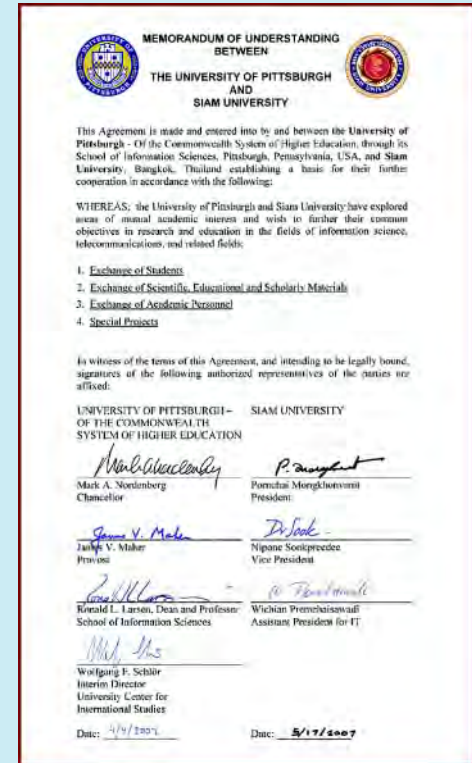 MEMORANDUM OF UNDERSTANDING
BETWEEN
THE UNIVERSITY OF PITTSBURGH
AND
SIAM UNIVERSITY
This Agreement is made and entered into by and between the University of
Pittsburgh - Of the Commonwealth System of Higher Education, through its
School of Information Sciences, Pittsburgh, Pennsylvania, USA, and Siam
University, Bangkok, Thailand establishing a basis for their further
cooperation in accordance with the following:
WHEREAS; the University of Pittsburgh and Siam University have explored
areas of mutual academic interest and wish to further their common
objectives in research and education in the fields of information science,
telecommunications, and related fields:
1. Exchange of Students
2. Exchange of Scientific, Educational and Scholarly Materials
3. Exchange of Academic Personnel
4. Special Projects
In witness of the terms of this Agreement, and intending to be legally bound,
signatures of the following authorized representatives of the parties are
affixed:
UNIVERSITY OF PITTSBURGH –
OF THE COMMONWEALTH
SYSTEM OF HIGHER EDUCATION
SIAM UNIVERSITY
Mark A. Nordenberg
Chancellor
Pornchai Mongkhonvanit
President
James V. Maher
James V. Maher
Provost
Dr Sook
Nipane Sonkpreedee
Vice President
Ronald L. Larsen, Dean and Professor
School of Information Sciences
Wichian Premchaisawadi
Assistant President for IT
Wolfgang F. Schlör
Interim Director
University Center for
International Studies
Date: 4/9/2007
Date: 5/17/2007